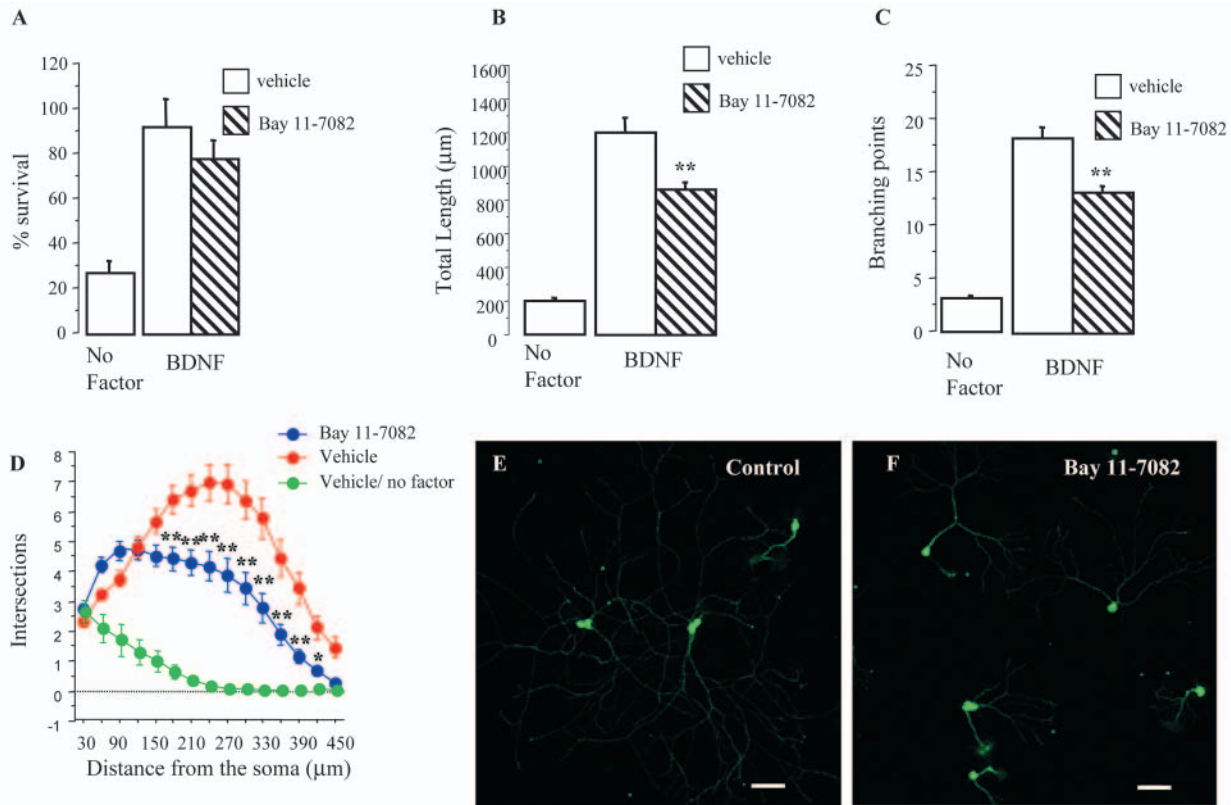 A
120
100
80
60
40
20
0
% survival
vehicle
Bay 11-7082
No
Factor
BDNF
B
1600
1400
1200
1000
800
600
400
200
0
Total Length (μm)
vehicle
Bay 11-7082
**
No
Factor
BDNF
C
25
20
15
10
5
0
Branching points
vehicle
Bay 11-7082
**
No
Factor
BDNF
D
Bay 11-7082
Vehicle
Vehicle/ no factor
8
7
6
5
4
3
2
1
0
-1
Intersections
**
**
**
**
**
**
**
**
*
30 90 150 210 270 330 390 450
Distance from the soma (μm)
E
Control
F
Bay 11-7082